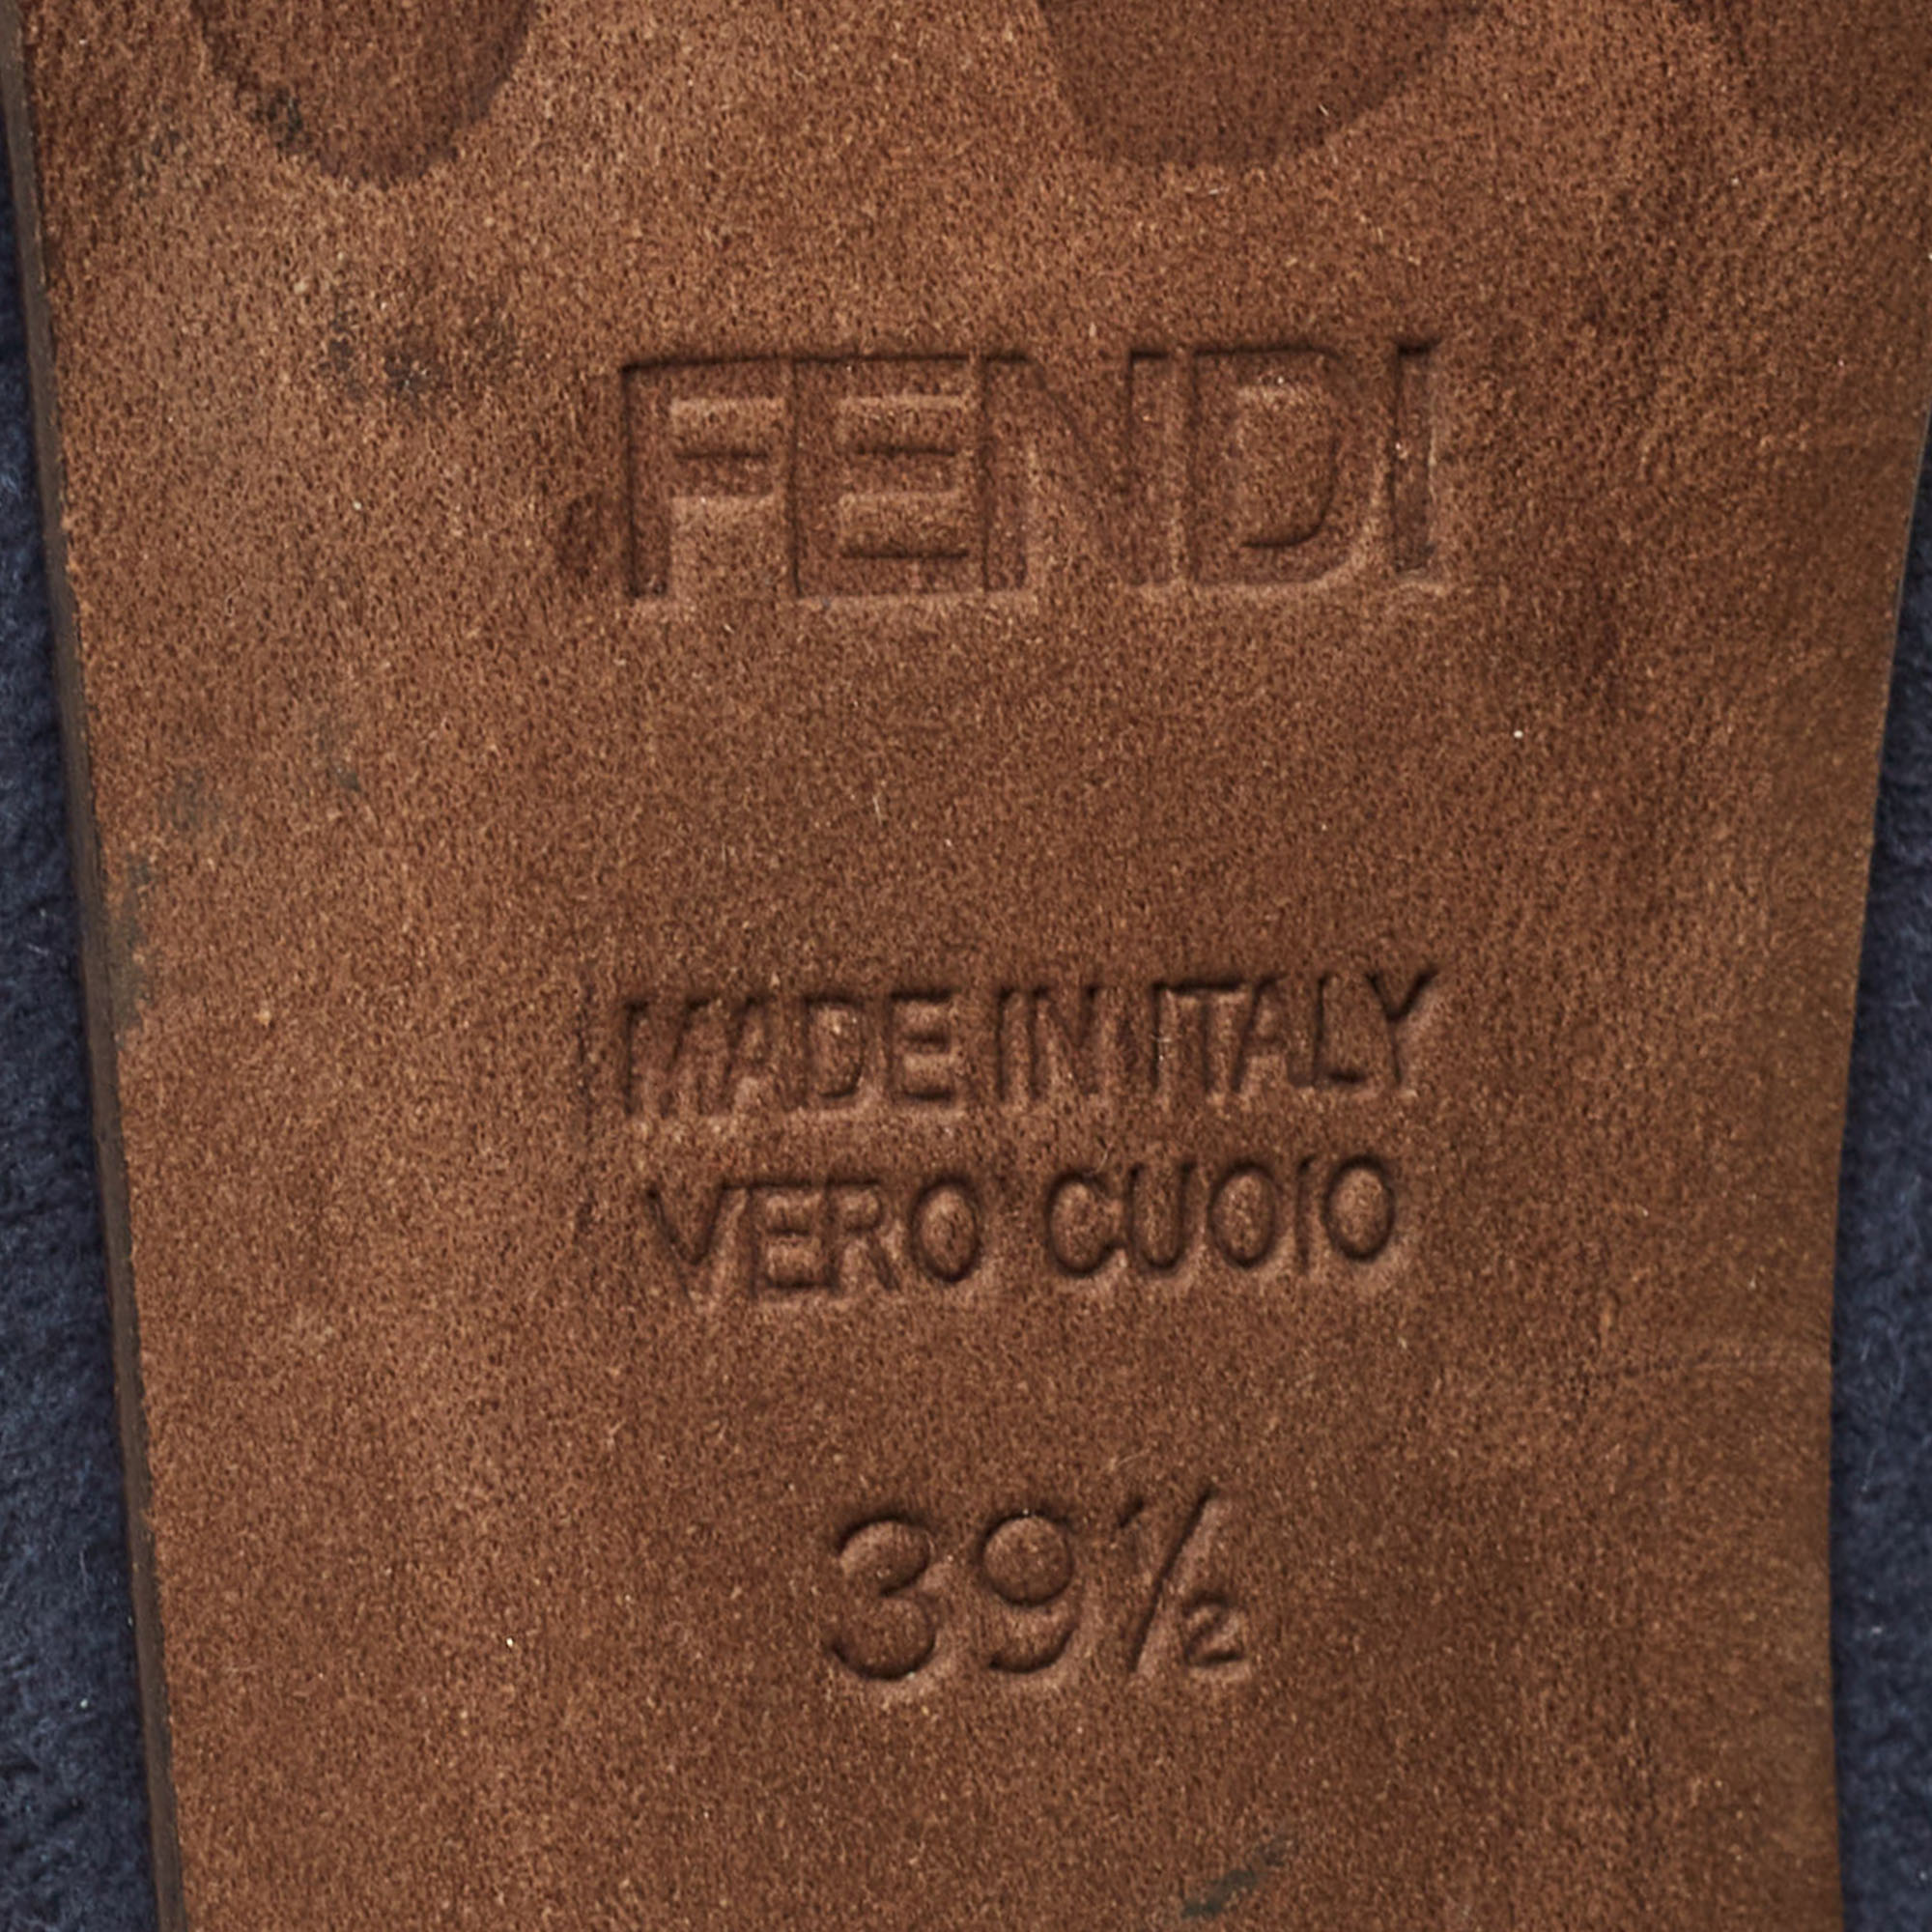 FENDI
MADE IN ITALY
VERO CUOIO
39½